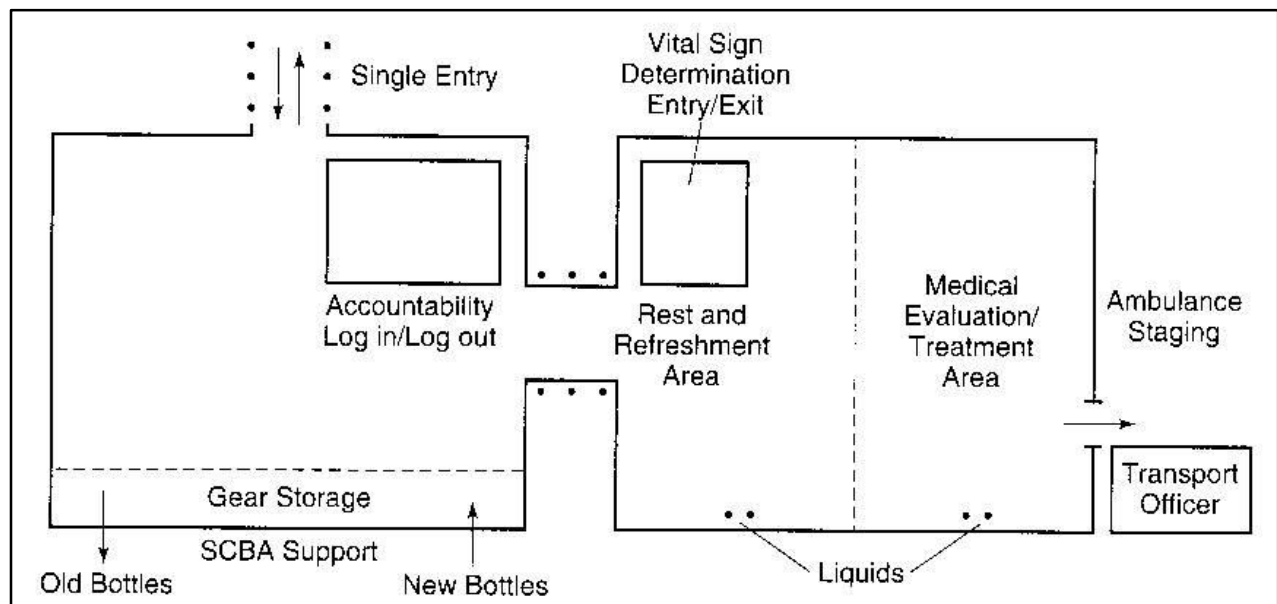 Single Entry
Vital Sign
Determination
Entry/Exit
Accountability
Log in/Log out
Rest and
Refreshment
Area
Medical
Evaluation/
Treatment
Area
Ambulance
Staging
Transport
Officer
Gear Storage
SCBA Support
Old Bottles
New Bottles
Liquids